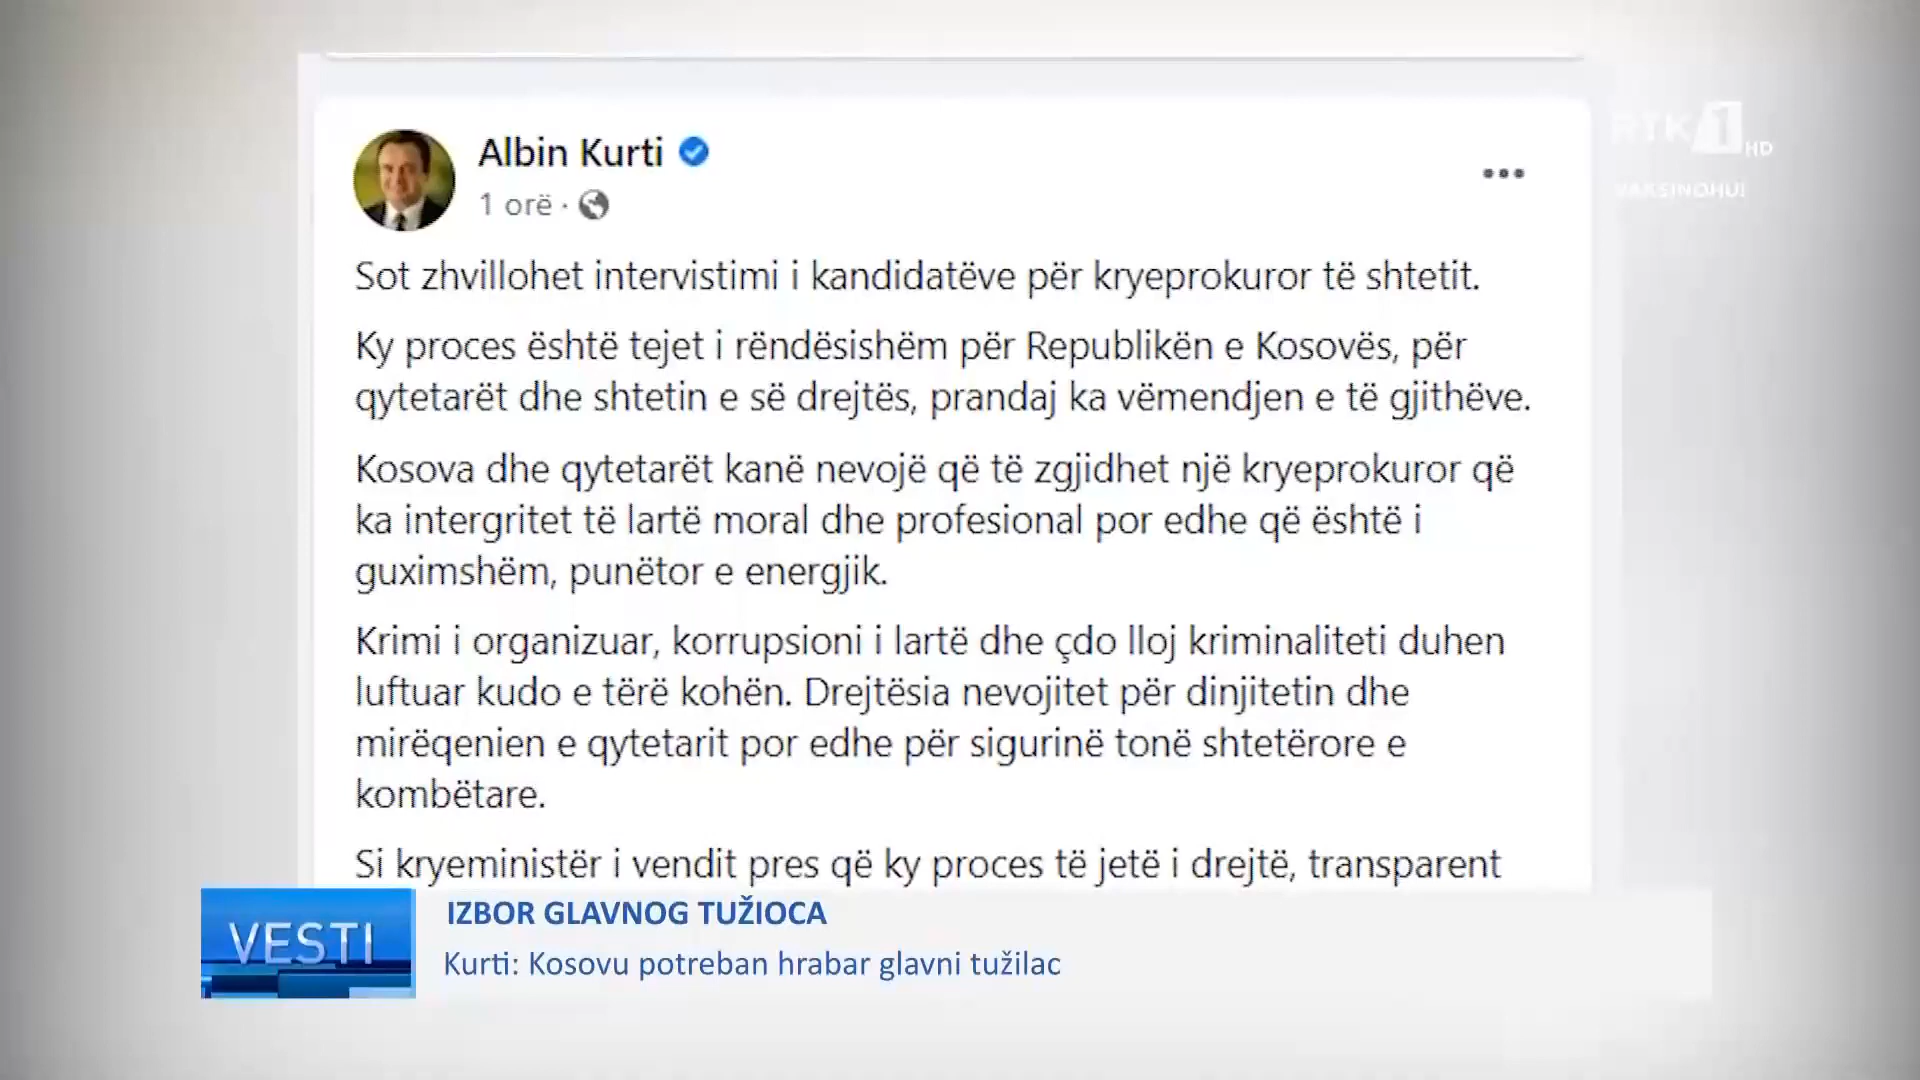 Albin Kurti
1 orë ·
Sot zhvillohet intervistimi i kandidatëve për kryeprokuror të shtetit.
Ky proces është tejet i rëndësishëm për Republikën e Kosovës, për
qytetarët dhe shtetin e së drejtës, prandaj ka vëmendjen e të gjithëve.
Kosova dhe qytetarët kanë nevojë që të zgjidhet një kryeprokuror që
ka intergritet të lartë moral dhe profesional por edhe që është i
guximshëm, punëtor e energjik.
Krimi i organizuar, korrupsioni i lartë dhe çdo lloj kriminaliteti duhen
luftuar kudo e tërë kohën. Drejtësia nevojitet për dinjitetin dhe
mirëqenien e qytetarit por edhe për sigurinë tonë shtetërore e
kombëtare.
Si kryeministër i vendit pres që ky proces të jetë i drejtë, transparent
RTK 1 HD
VAKSINOHU!
VESTI
IZBOR GLAVNOG TUŽIOCA
Kurti: Kosovu potreban hrabar glavni tužilac